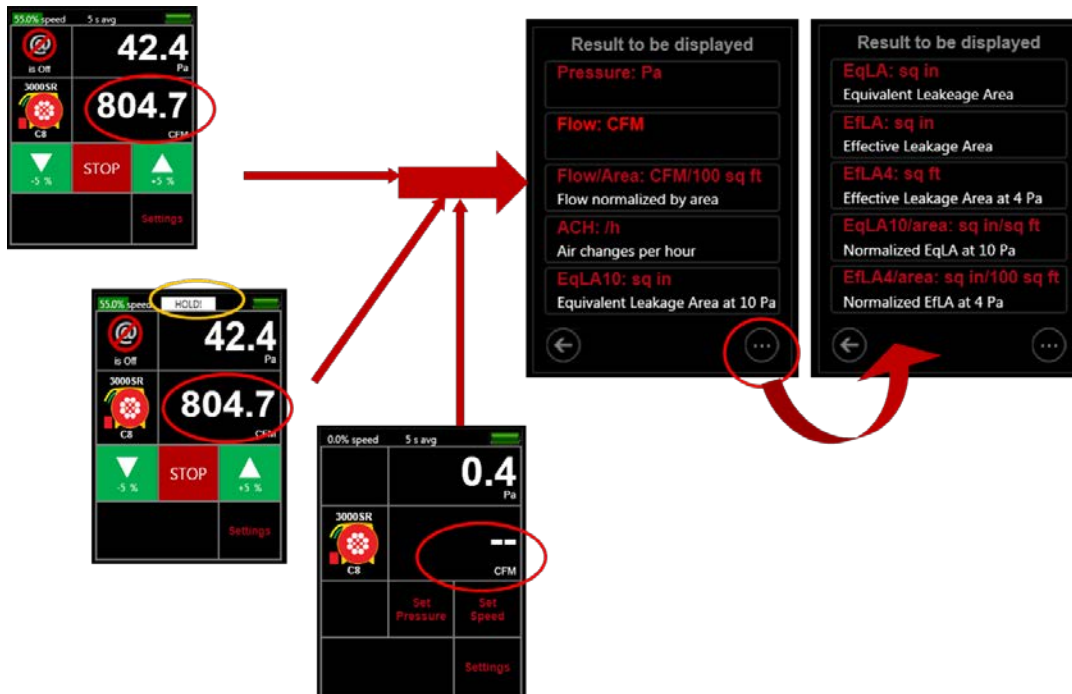 55.0% speed 5 s avg
42.4
Pa
is Off
3000SR
804.7
CFM
C8
-5 %
STOP
+5 %
Settings
55.0% speed HOLD!
42.4
Pa
is Off
3000SR
804.7
CFM
C8
-5 %
STOP
+5 %
Settings
0.0% speed 5 s avg
0.4
Pa
3000SR
--
CFM
C8
Set
Pressure
Set
Speed
Settings
Result to be displayed
Pressure: Pa
Flow: CFM
Flow/Area: CFM/100 sq ft
Flow normalized by area
ACH: /h
Air changes per hour
EqLA10: sq in
Equivalent Leakage Area at 10 Pa
Result to be displayed
EqLA: sq in
Equivalent Leakeage Area
EfLA: sq in
Effective Leakage Area
EfLA4: sq ft
Effective Leakage Area at 4 Pa
EqLA10/area: sq in/sq ft
Normalized EqLA at 10 Pa
EfLA4/area: sq in/100 sq ft
Normalized EfLA at 4 Pa